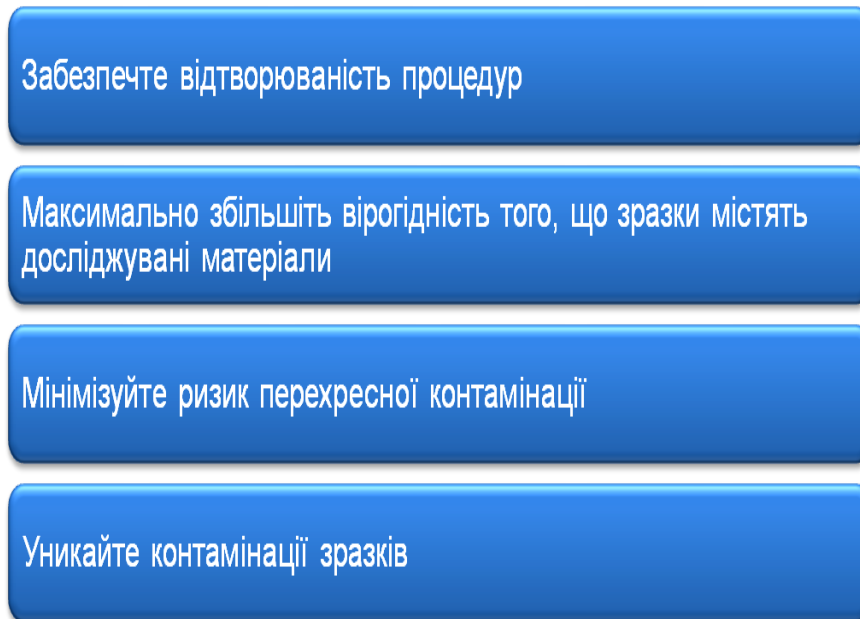 Забезпечте відтворюваність процедур
Максимально збільшіть вірогідність того, що зразки містять
досліджувані матеріали
Мінімізуйте ризик перехресної контамінації
Уникайте контамінації зразків